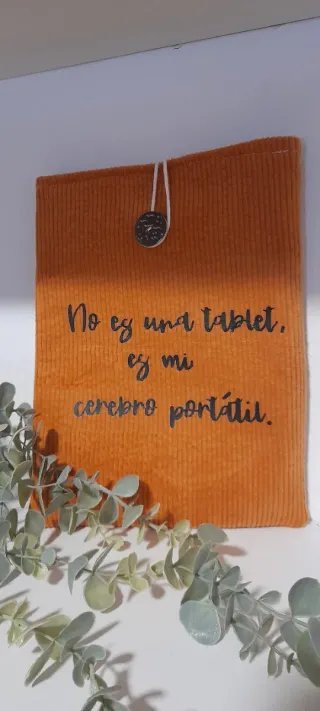 No es una tablet,
es mi
cerebro portátil.